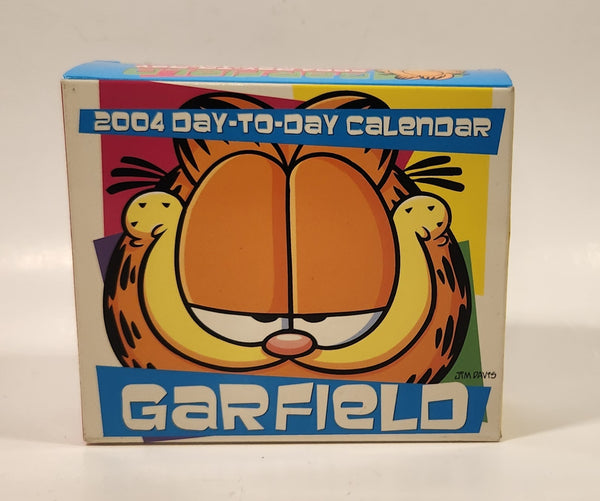 2004 Day-to-Day Calendar
JIM DAVIS
GARFIELD